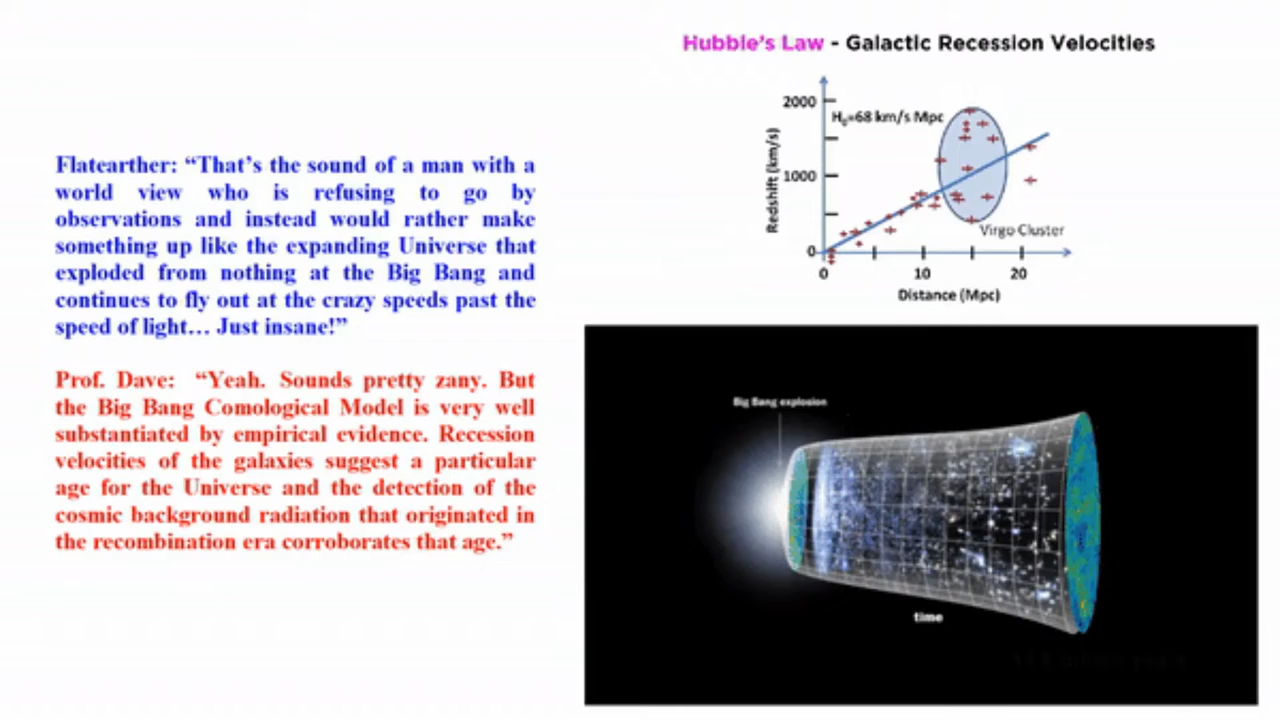 Hubble's Law - Galactic Recession Velocities
Flatearther: “That’s the sound of a man with a
world view who is refusing to go by
observations and instead would rather make
something up like the expanding Universe that
exploded from nothing at the Big Bang and
continues to fly out at the crazy speeds past the
speed of light… Just insane!”
Prof. Dave: “Yeah. Sounds pretty zany. But
the Big Bang Comological Model is very well
substantiated by empirical evidence. Recession
velocities of the galaxies suggest a particular
age for the Universe and the detection of the
cosmic background radiation that originated in
the recombination era corroborates that age.”
Redshift (km/s)
2000
1000
0
H₀=68 km/s Mpc
Virgo Cluster
0 10 20
Distance (Mpc)
Big Bang explosion
time